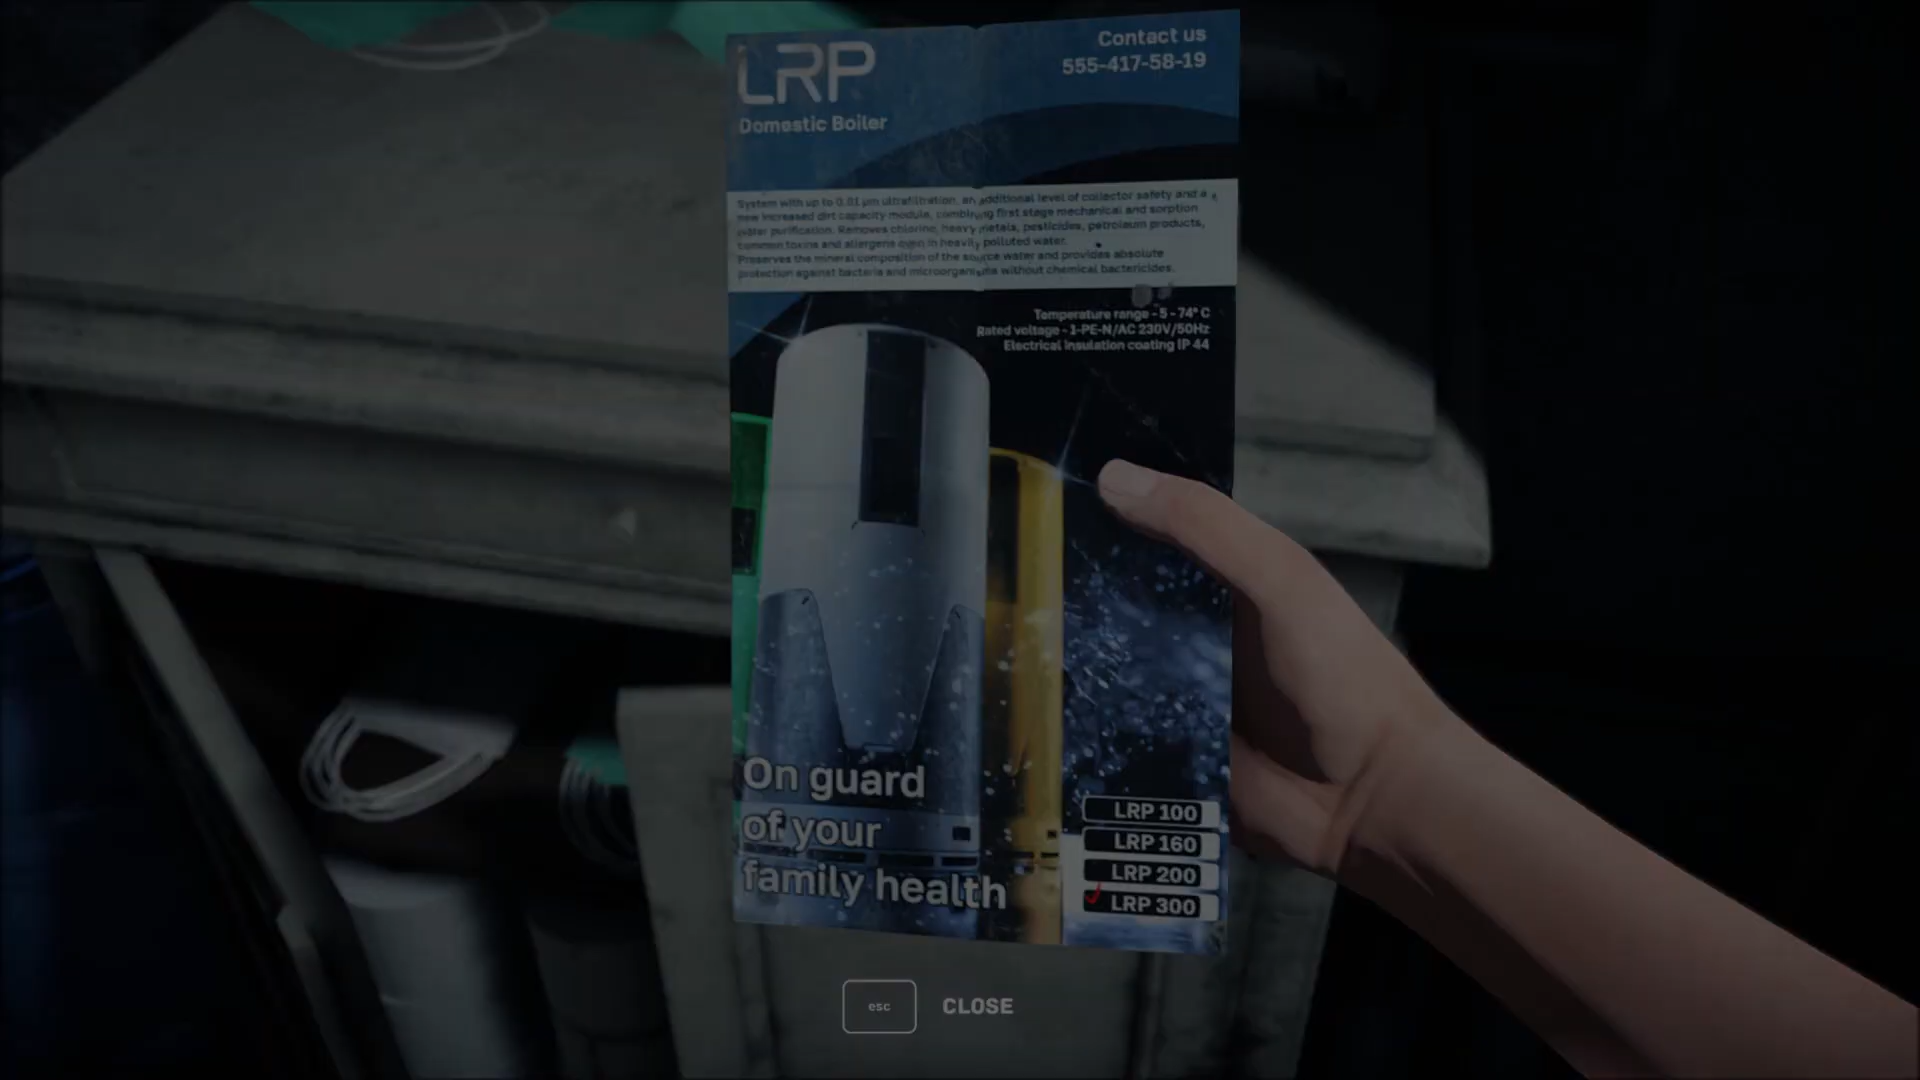 LRP
Domestic Boiler
Contact us
555-417-58-19
System with up to 0.01 µm ultrafiltration, an additional level of collector safety and a
new increased dirt capacity module, combining first stage mechanical and sorption
water purification. Removes chlorine, heavy metals, pesticides, petroleum products,
common toxins and allergens even in heavily polluted water.
Preserves the mineral composition of the source water and provides absolute
protection against bacteria and microorganisms without chemical bactericides.
Temperature range - 5 - 74° C
Rated voltage - 1-PE-N/AC 230V/50Hz
Electrical insulation coating IP 44
On guard
of your
family health
LRP 100
LRP 160
LRP 200
LRP 300
esc CLOSE